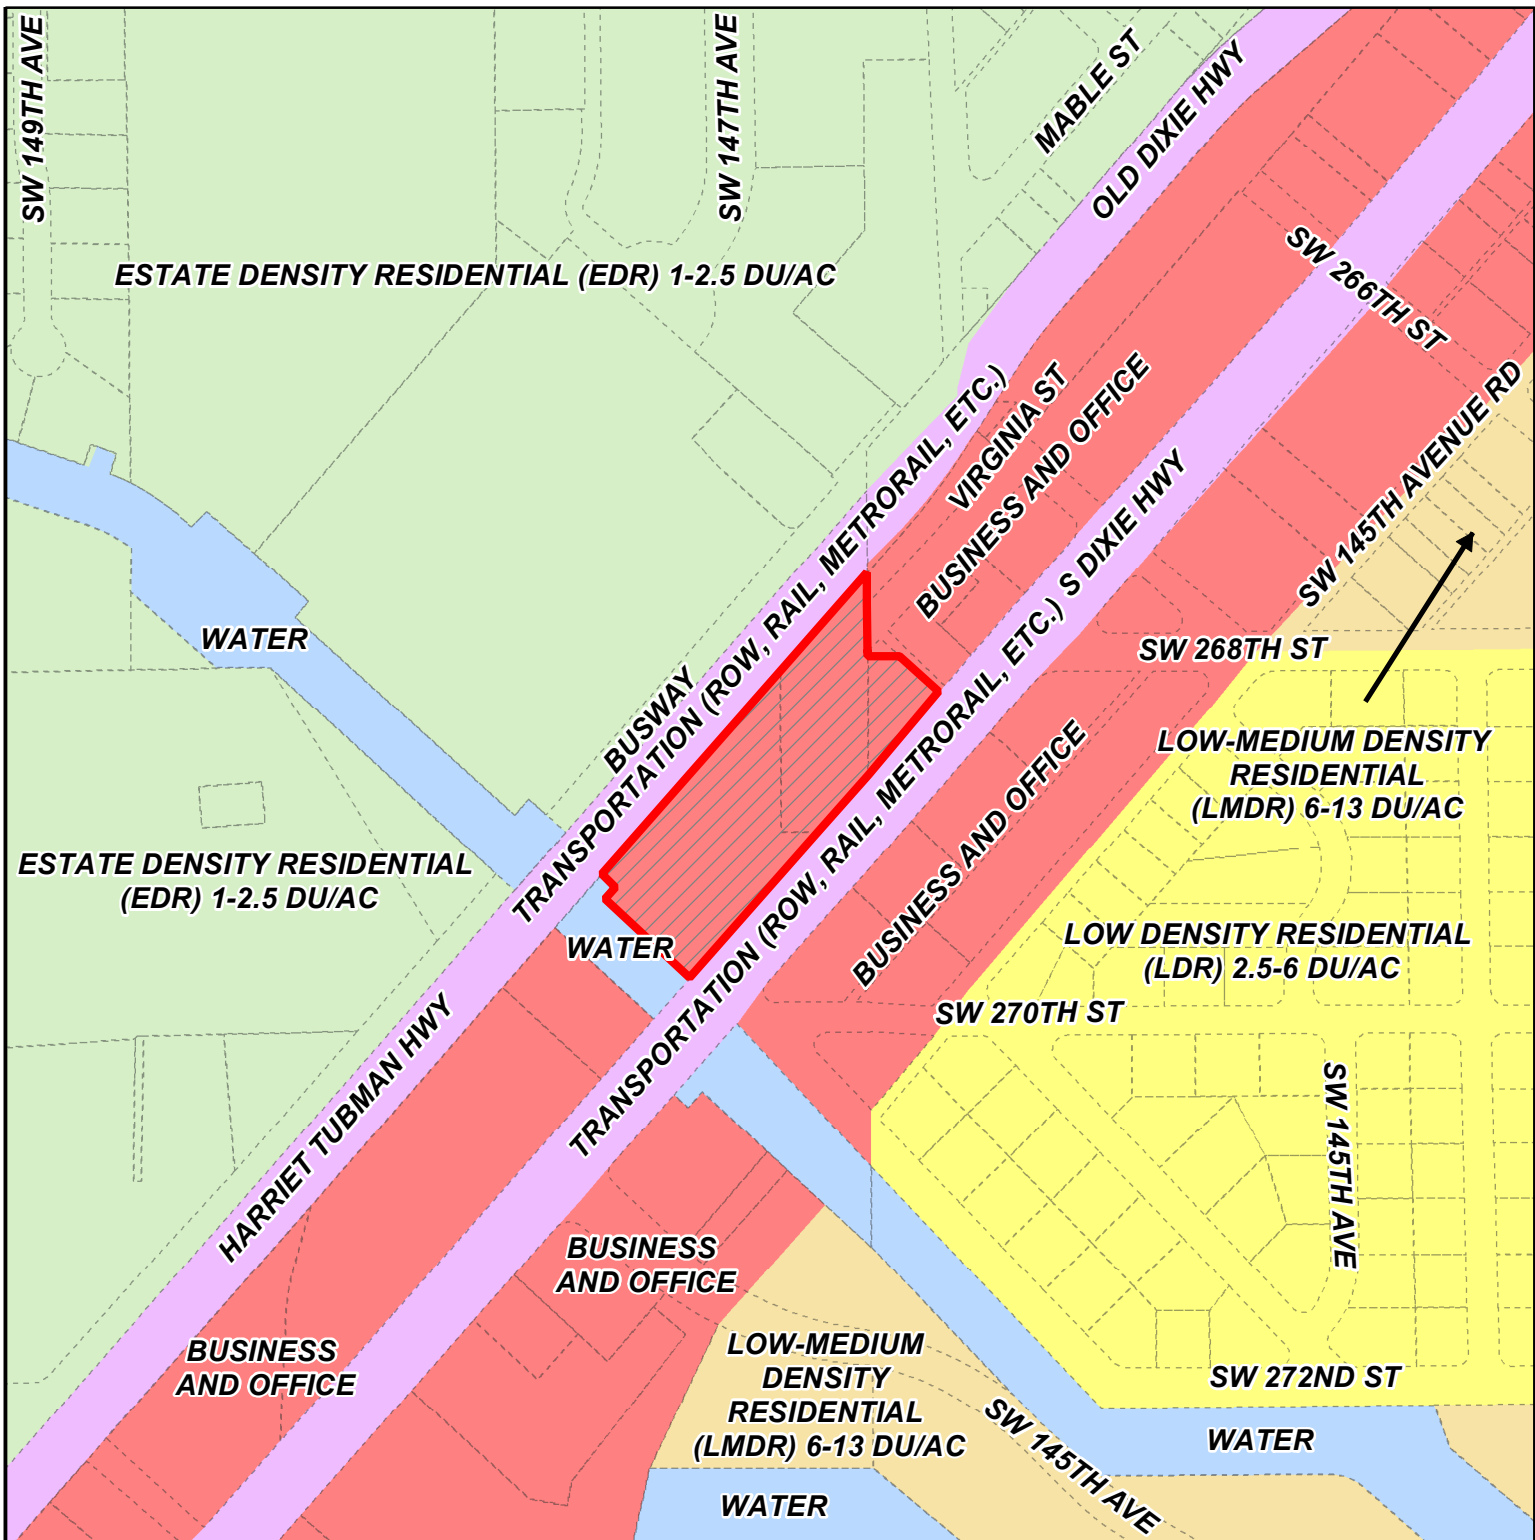 SW 149TH AVE
SW 147TH AVE
MABLE ST
OLD DIXIE HWY
ESTATE DENSITY RESIDENTIAL (EDR) 1-2.5 DU/AC
SW 266TH ST
VIRGINIA ST
BUSINESS AND OFFICE
SW 145TH AVENUE RD
TRANSPORTATION (ROW, RAIL, METRORAIL, ETC.)
S DIXIE HWY
WATER
SW 268TH ST
BUSWAY
LOW-MEDIUM DENSITY
RESIDENTIAL
(LMDR) 6-13 DU/AC
BUSINESS AND OFFICE
TRANSPORTATION (ROW, RAIL, METRORAIL, ETC.)
ESTATE DENSITY RESIDENTIAL
(EDR) 1-2.5 DU/AC
WATER
LOW DENSITY RESIDENTIAL
(LDR) 2.5-6 DU/AC
SW 270TH ST
HARRIET TUBMAN HWY
SW 145TH AVE
BUSINESS
AND OFFICE
BUSINESS
AND OFFICE
LOW-MEDIUM
DENSITY
RESIDENTIAL
(LMDR) 6-13 DU/AC
SW 272ND ST
SW 145TH AVE
WATER
WATER